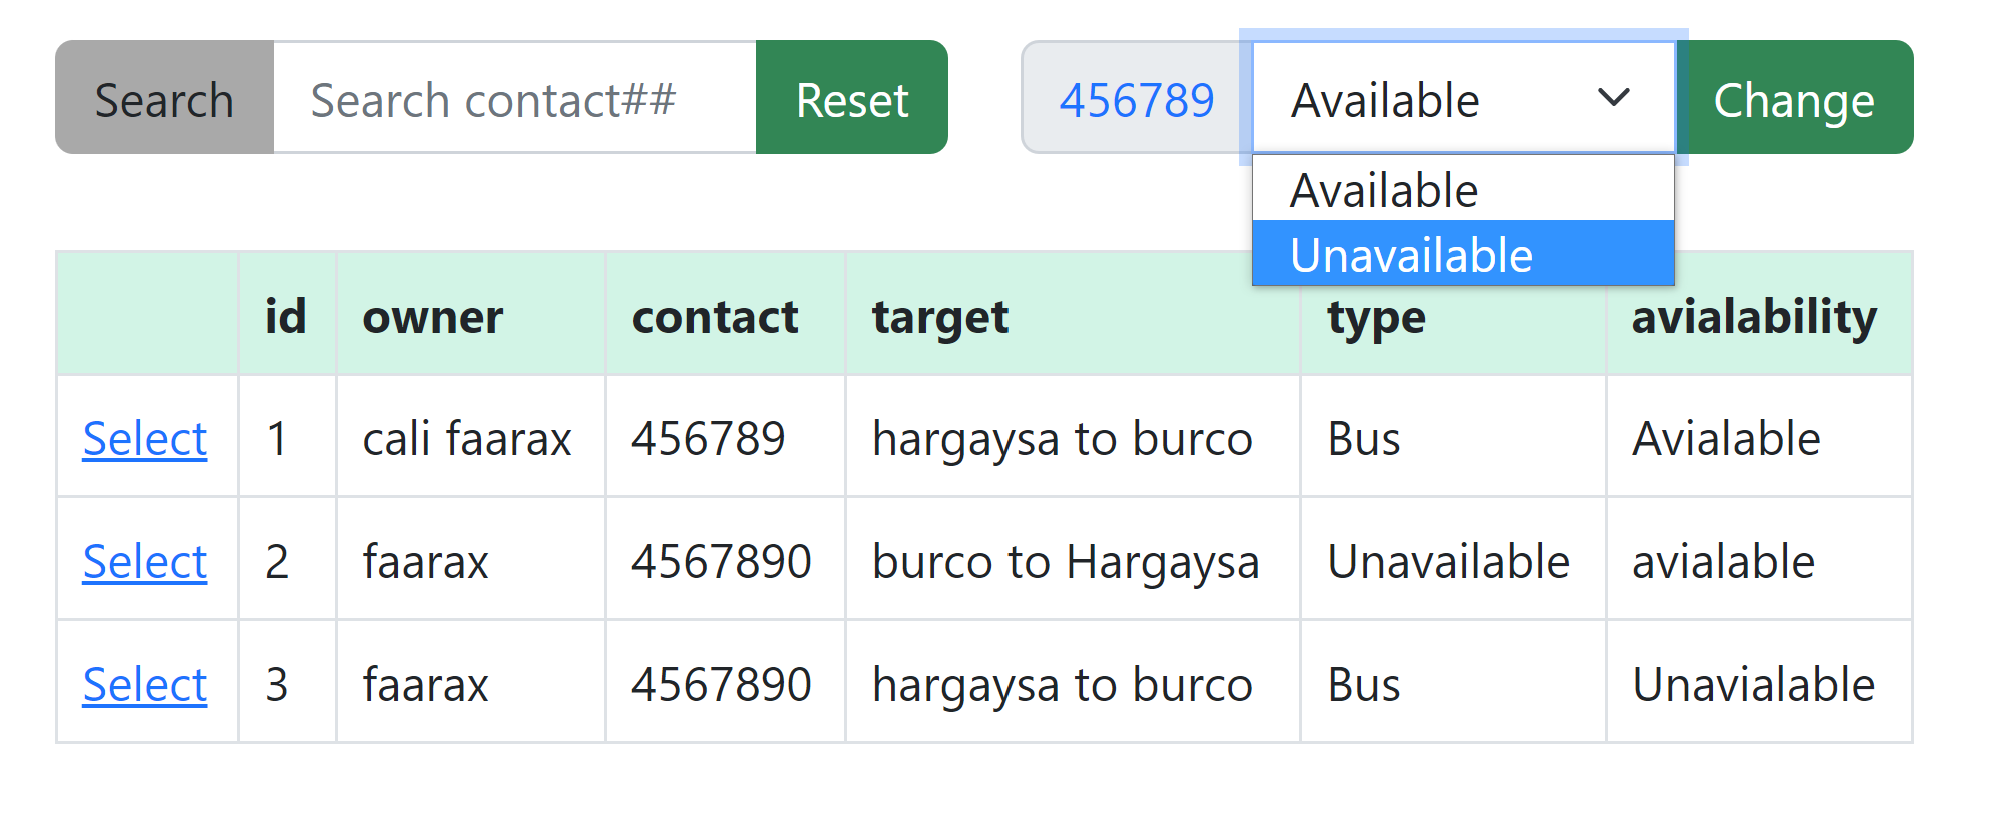 Search Search contact## Reset 456789 Available Change
Available
Unavailable
id owner contact target type avialability
Select 1 cali faarax 456789 hargaysa to burco Bus Avialable
Select 2 faarax 4567890 burco to Hargaysa Unavailable avialable
Select 3 faarax 4567890 hargaysa to burco Bus Unavialable